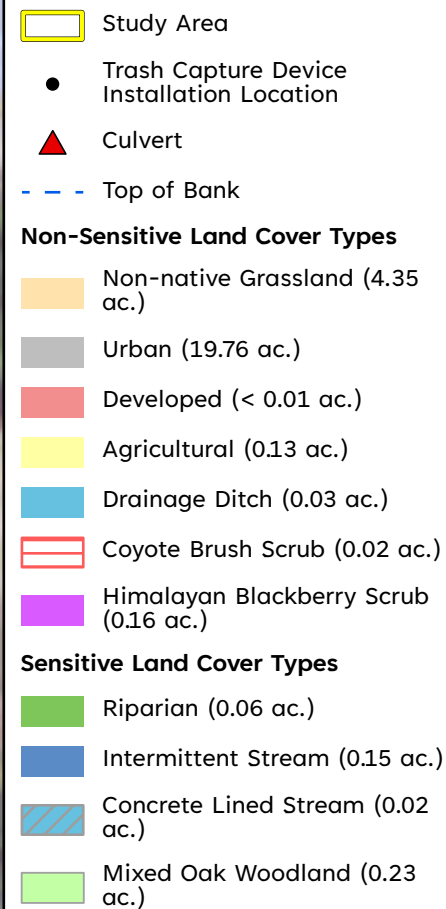 Study Area
Trash Capture Device
Installation Location
Culvert
Top of Bank
Non-Sensitive Land Cover Types
Non-native Grassland (4.35
ac.)
Urban (19.76 ac.)
Developed (< 0.01 ac.)
Agricultural (0.13 ac.)
Drainage Ditch (0.03 ac.)
Coyote Brush Scrub (0.02 ac.)
Himalayan Blackberry Scrub
(0.16 ac.)
Sensitive Land Cover Types
Riparian (0.06 ac.)
Intermittent Stream (0.15 ac.)
Concrete Lined Stream (0.02
ac.)
Mixed Oak Woodland (0.23
ac.)